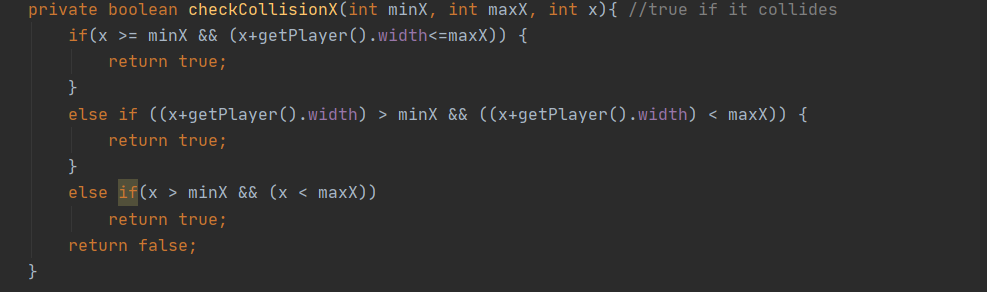 private boolean checkCollisionX(int minX, int maxX, int x){ //true if it collides
if(x >= minX && (x+getPlayer().width<=maxX)) {
return true;
}
else if ((x+getPlayer().width) > minX && ((x+getPlayer().width) < maxX)) {
return true;
}
else if(x > minX && (x < maxX))
return true;
return false;
}